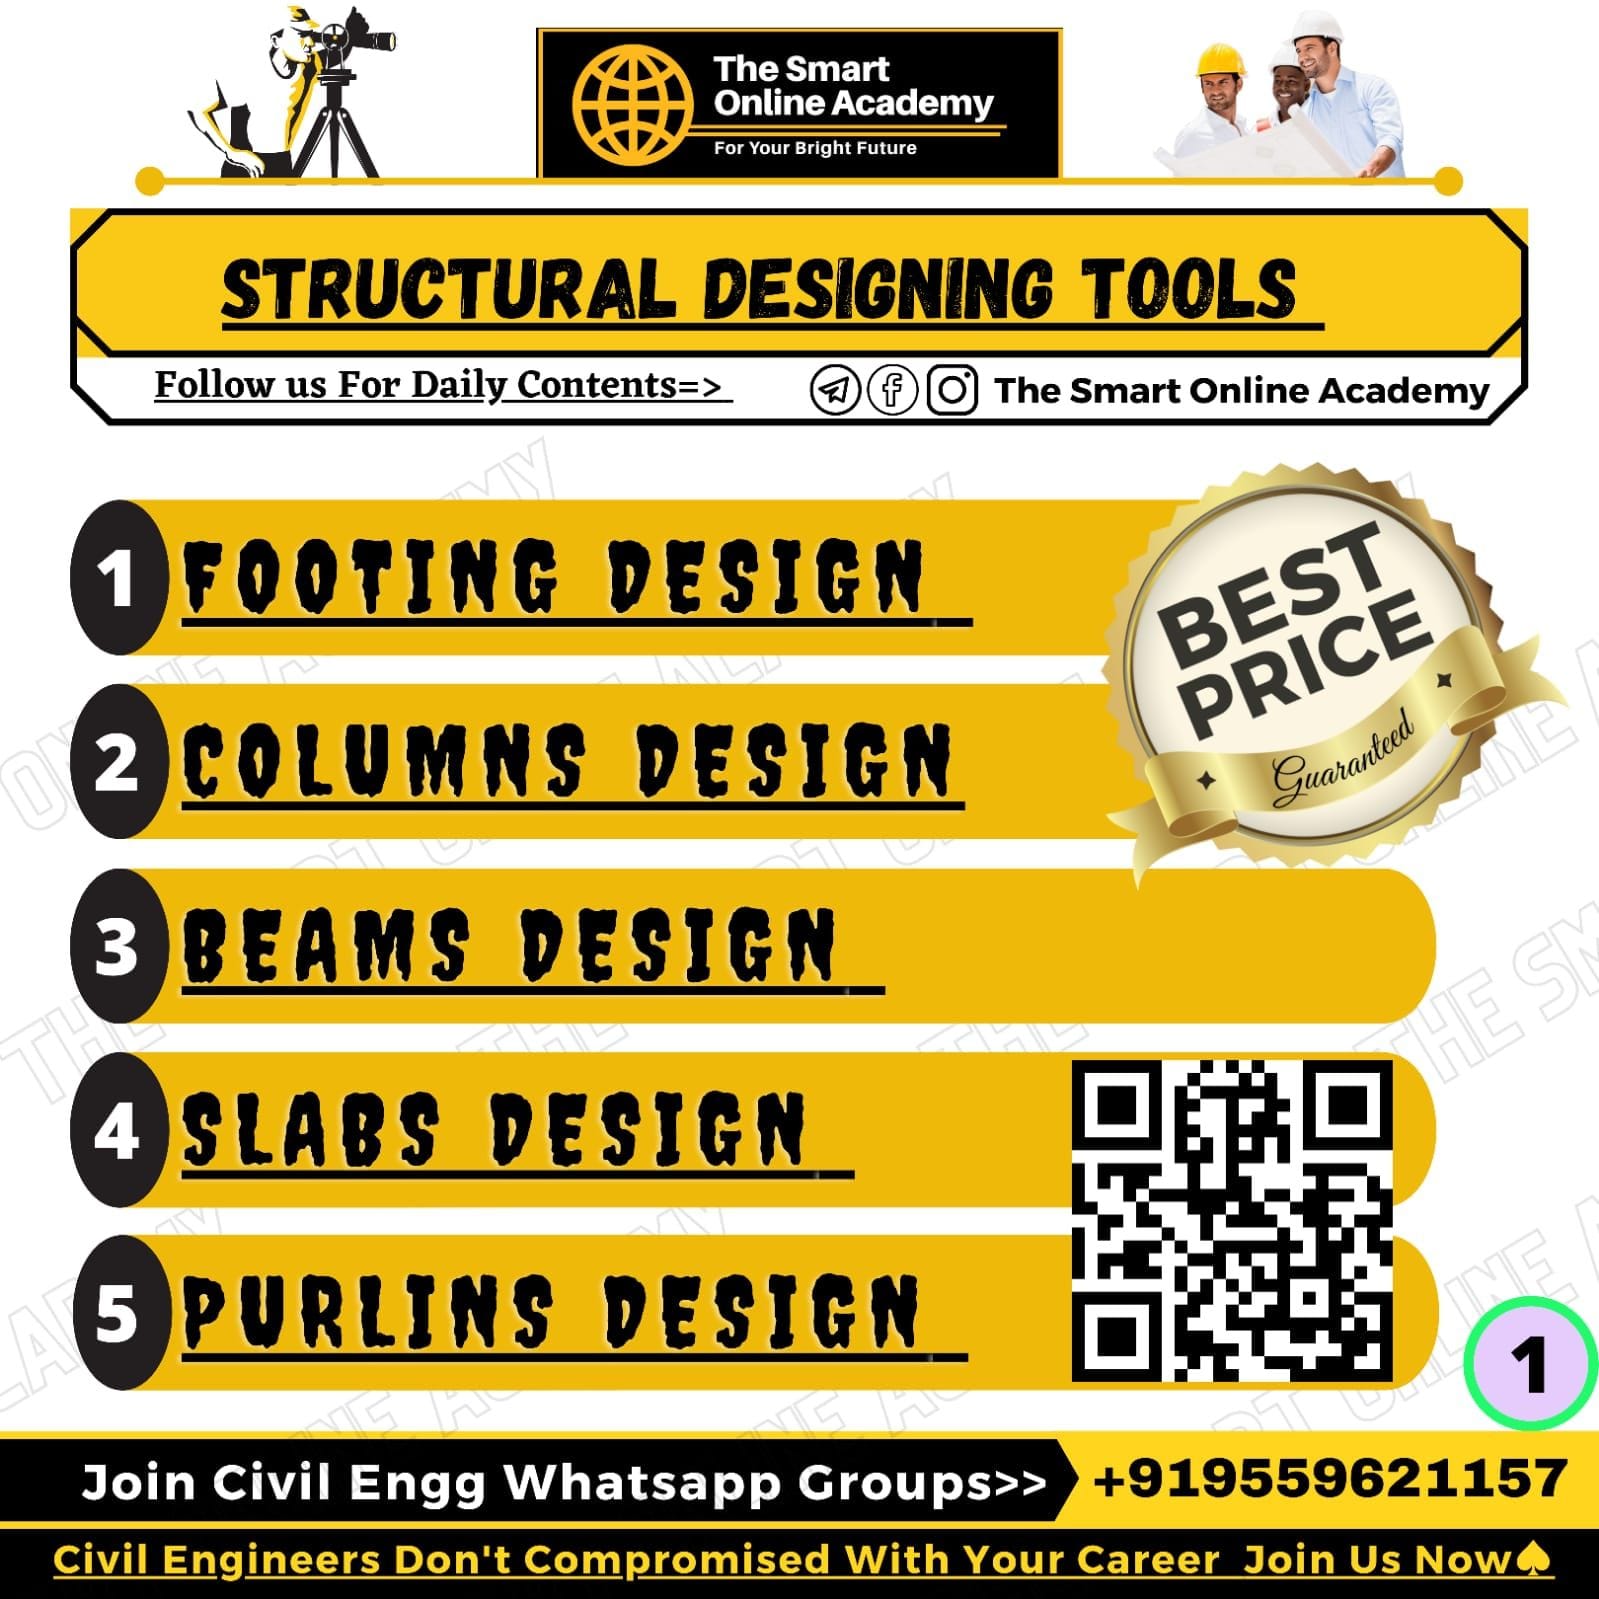 The Smart
Online Academy
For Your Bright Future
STRUCTURAL DESIGNING TOOLS
Follow us For Daily Contents=>
The Smart Online Academy
1 FOOTING DESIGN
BEST
PRICE
Guaranteed
2 COLUMNS DESIGN
3 BEAMS DESIGN
4 SLABS DESIGN
5 PURLINS DESIGN
1
Join Civil Engg Whatsapp Groups>> +919559621157
Civil Engineers Don't Compromised With Your Career Join Us Now♠